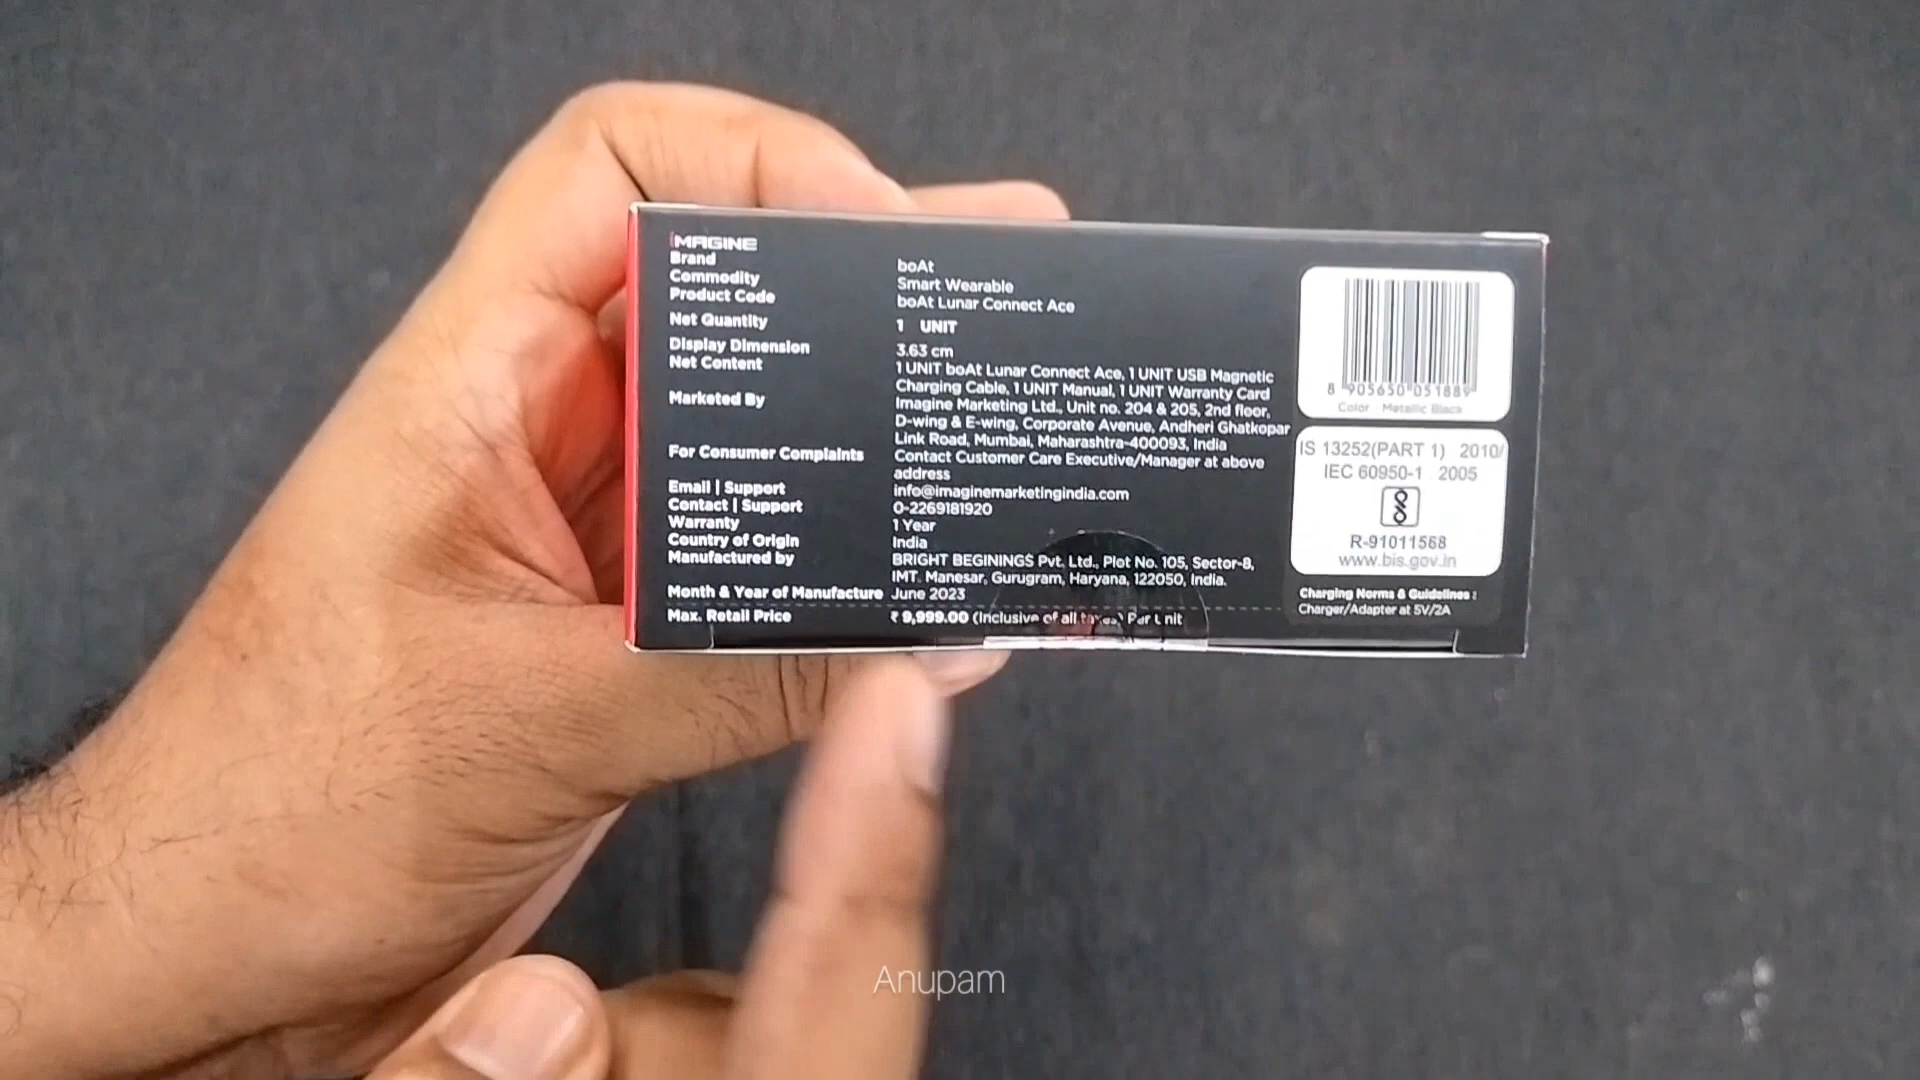 iMAGINE
Brand boAt
Commodity Smart Wearable
Product Code boAt Lunar Connect Ace
Net Quantity 1 UNIT
Display Dimension 3.63 cm
Net Content 1 UNIT boAt Lunar Connect Ace, 1 UNIT USB Magnetic
Charging Cable, 1 UNIT Manual, 1 UNIT Warranty Card
Marketed By Imagine Marketing Ltd., Unit no. 204 & 205, 2nd floor,
D-wing & E-wing, Corporate Avenue, Andheri Ghatkopar
Link Road, Mumbai, Maharashtra-400093, India
For Consumer Complaints Contact Customer Care Executive/Manager at above
address
Email | Support info@imaginemarketingindia.com
Contact | Support 0-2269181920
Warranty 1 Year
Country of Origin India
Manufactured by BRIGHT BEGININGS Pvt. Ltd., Plot No. 105, Sector-8,
IMT. Manesar, Gurugram, Haryana, 122050, India.
Month & Year of Manufacture June 2023
Max. Retail Price ₹ 9,999.00 (Inclusive of all taxes) Per Unit
8 905650 051889
Color Metallic Black
IS 13252(PART 1) 2010/
IEC 60950-1 2005
R-91011568
www.bis.gov.in
Charging Norms & Guidelines :
Charger/Adapter at 5V/2A
Anupam